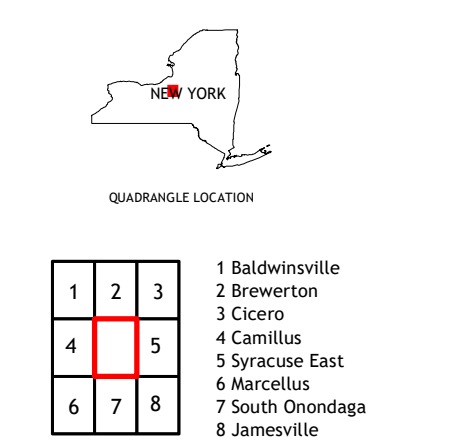 NEW YORK
QUADRANGLE LOCATION
1 2 3
4 5
6 7 8
1 Baldwinsville
2 Brewerton
3 Cicero
4 Camillus
5 Syracuse East
6 Marcellus
7 South Onondaga
8 Jamesville